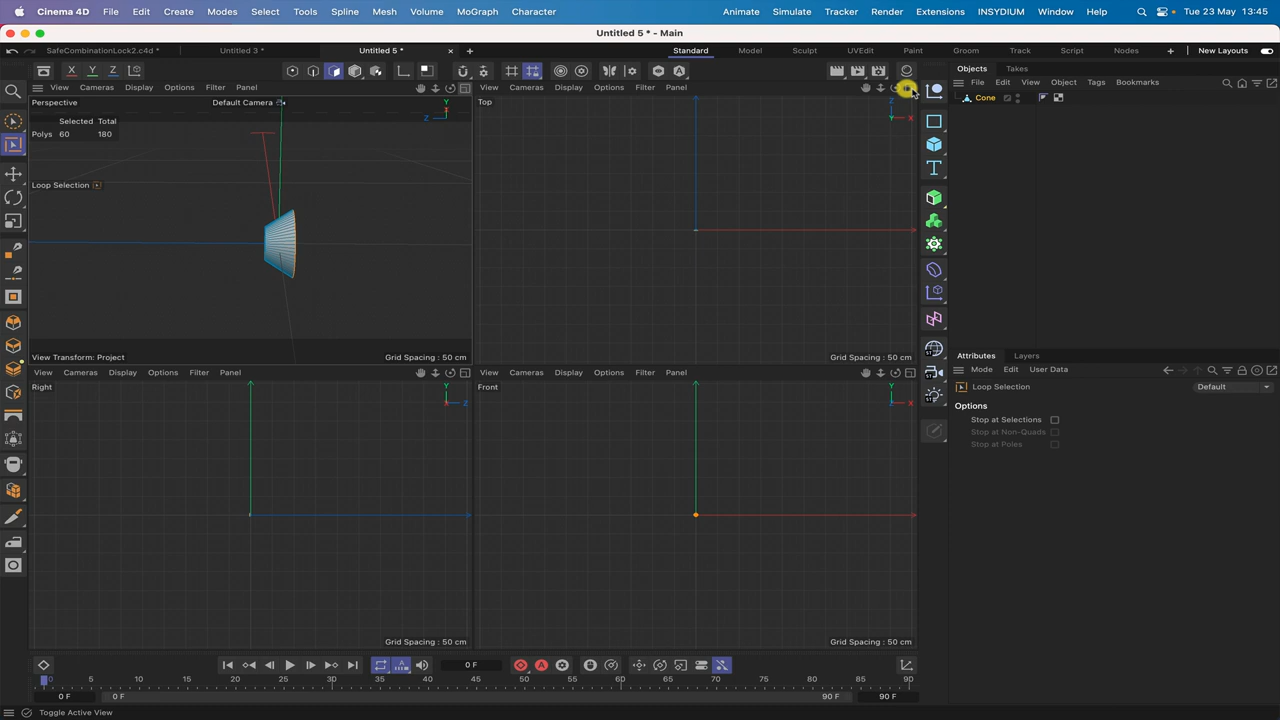 Cinema 4D File Edit Create Modes Select Tools Spline Mesh Volume MoGraph Character Animate Simulate Tracker Render Extensions INSYDIUM Window Help Tue 23 May 13:45
Untitled 5 * - Main
SafeCombinationLock2.c4d * Untitled 3 * Untitled 5 * × + Standard Model Sculpt UVEdit Paint Groom Track Script Nodes + New Layouts
X Y Z Objects Takes
View Cameras Display Options Filter Panel View Cameras Display Options Filter Panel File Edit View Object Tags Bookmarks
Perspective Default Camera Top Cone
Y Z Z Y X
Selected Total
Polys 60 180
Loop Selection
View Transform: Project Grid Spacing : 50 cm Grid Spacing : 50 cm
Attributes Layers
View Cameras Display Options Filter Panel View Cameras Display Options Filter Panel Mode Edit User Data
Right Front Loop Selection Default
Y Z Y X
Options
Stop at Selections
Stop at Non-Quads
Stop at Poles
Grid Spacing : 50 cm Grid Spacing : 50 cm
0 F
0 5 10 15 20 25 30 35 40 45 50 55 60 65 70 75 80 85 90
0 F 0 F 90 F 90 F
Toggle Active View